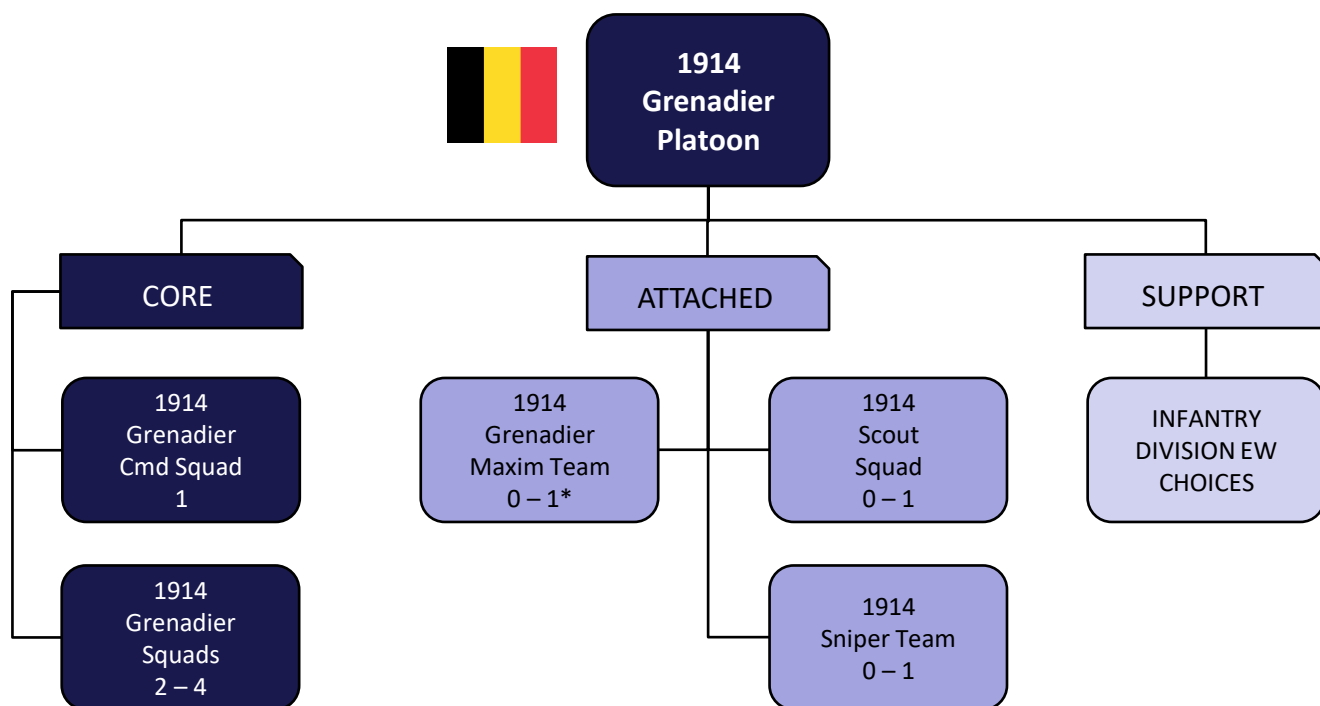 1914
Grenadier
Platoon
CORE
ATTACHED
SUPPORT
1914
Grenadier
Cmd Squad
1
1914
Grenadier
Maxim Team
0 – 1*
1914
Scout
Squad
0 – 1
INFANTRY
DIVISION EW
CHOICES
1914
Grenadier
Squads
2 – 4
1914
Sniper Team
0 – 1